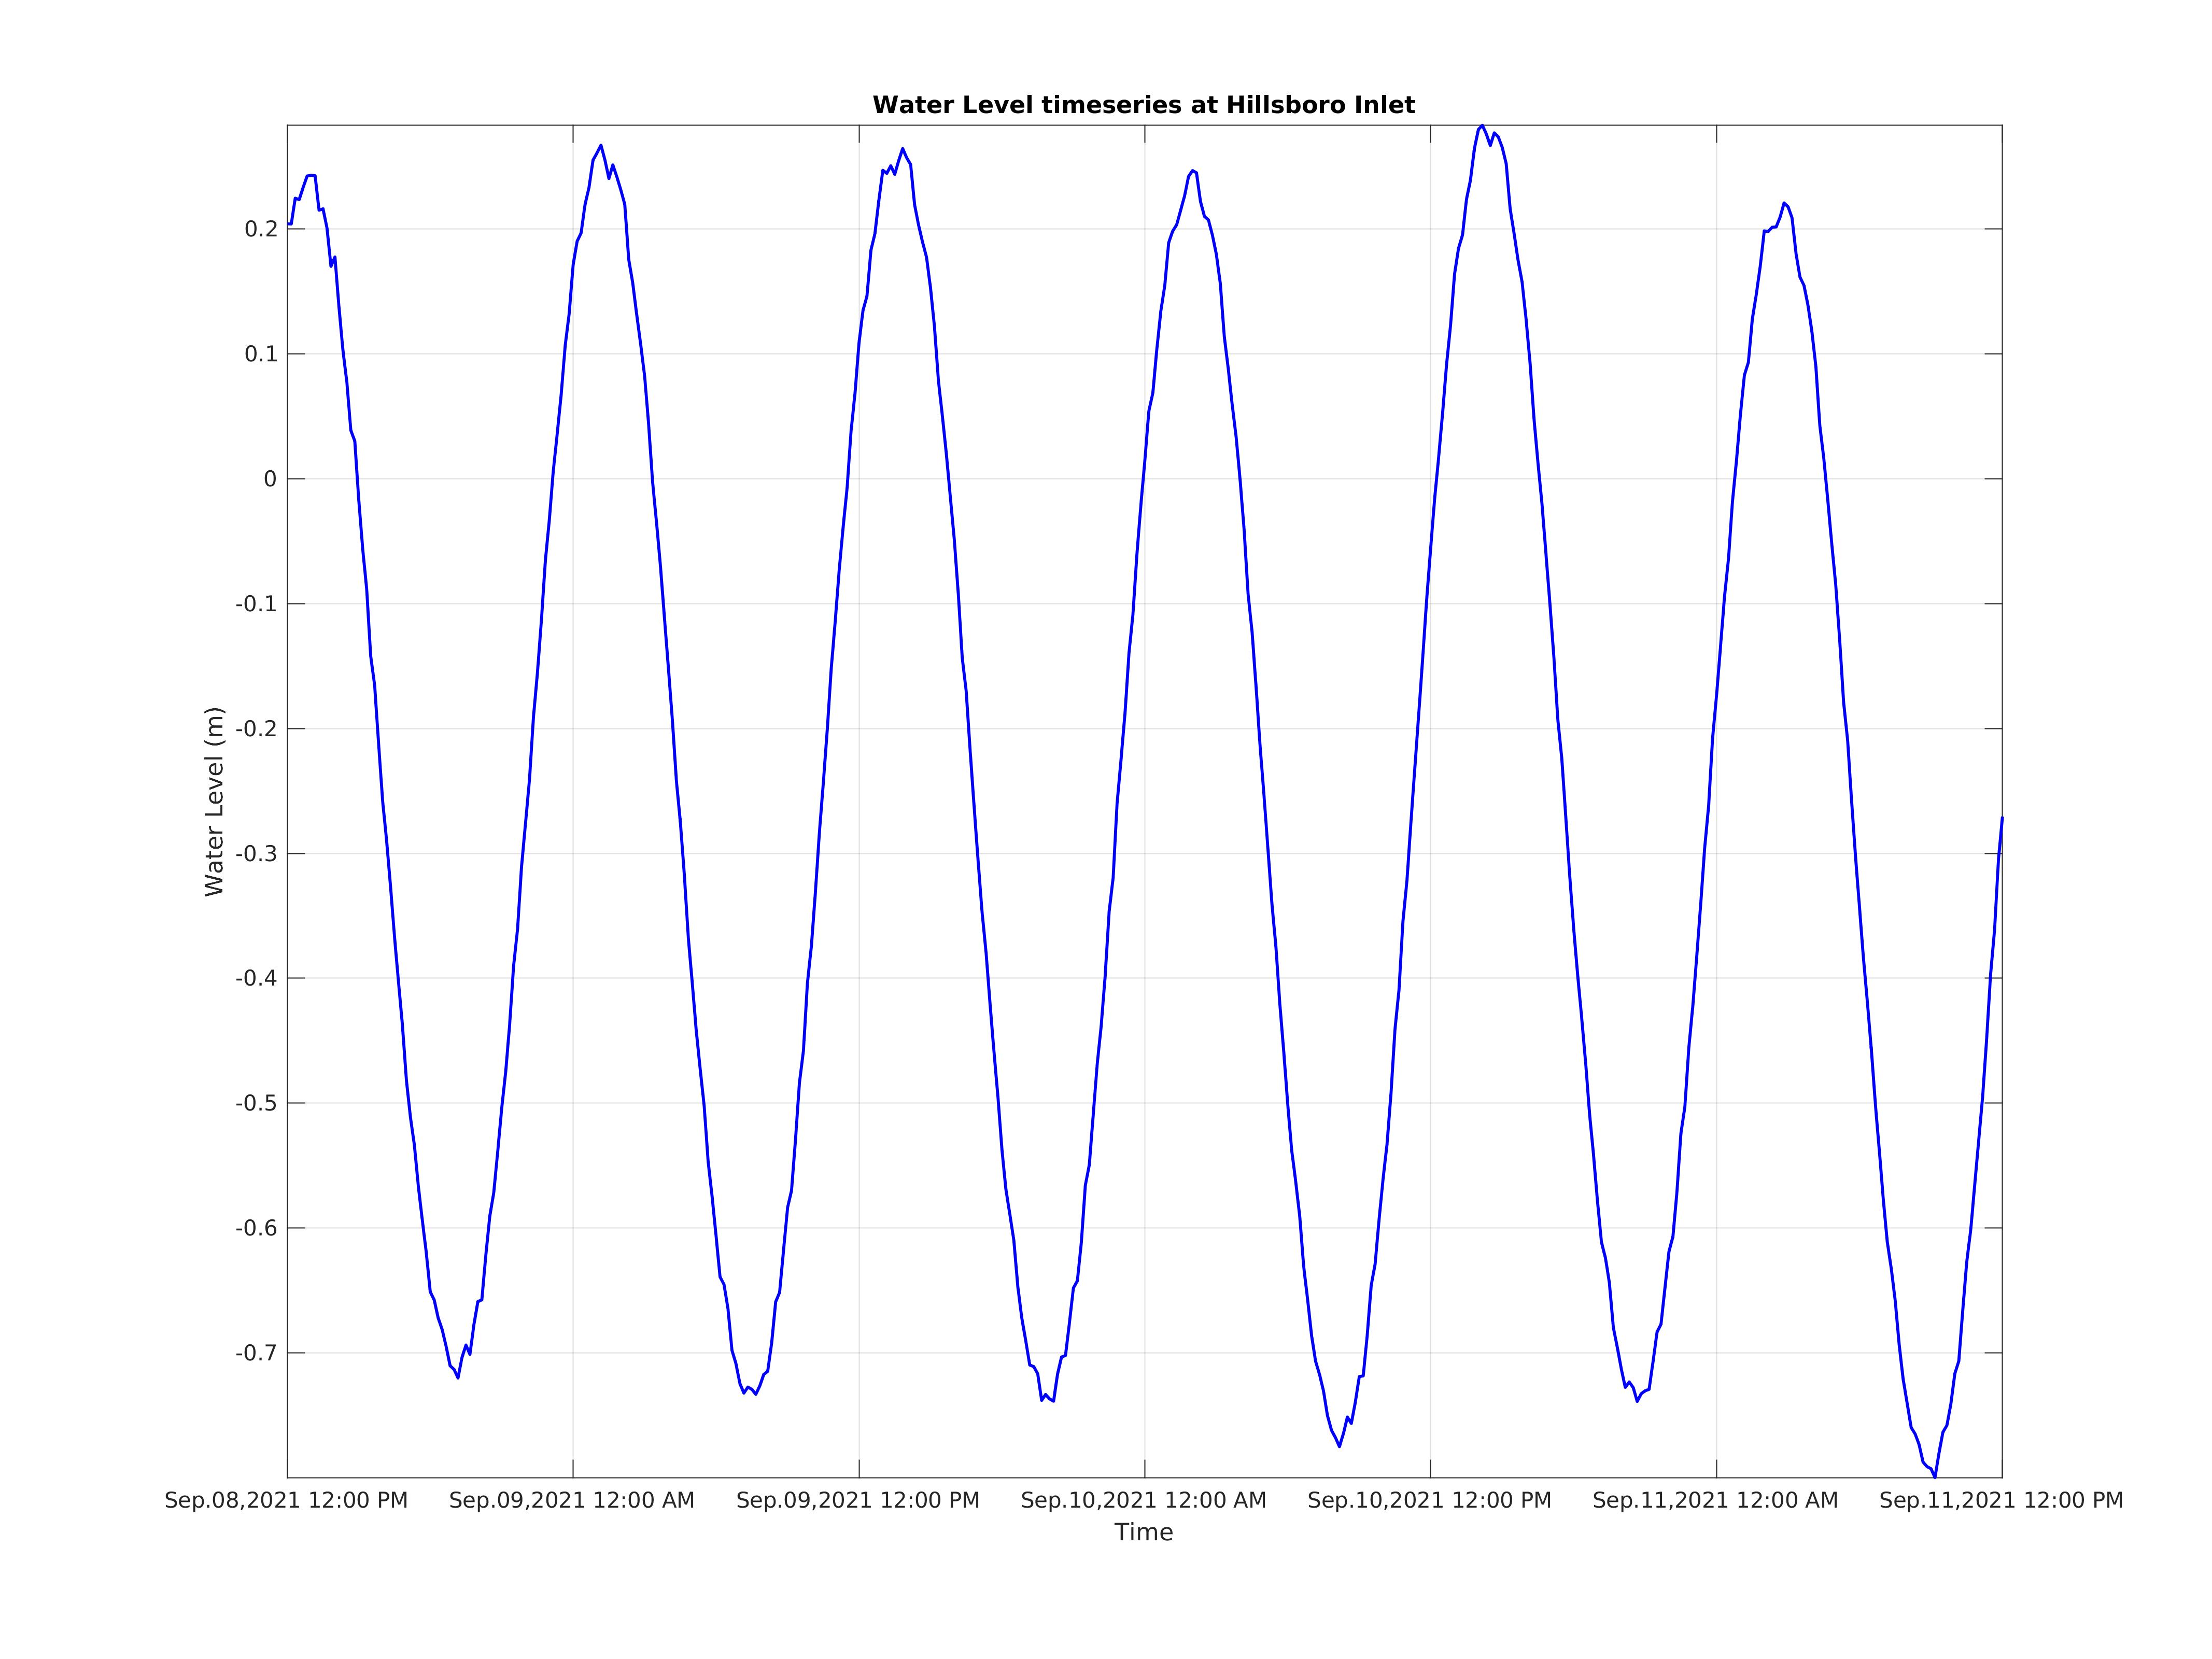 Water Level timeseries at Hillsboro Inlet
Water Level (m)
0.2
0.1
0
-0.1
-0.2
-0.3
-0.4
-0.5
-0.6
-0.7
Sep.08,2021 12:00 PM
Sep.09,2021 12:00 AM
Sep.09,2021 12:00 PM
Sep.10,2021 12:00 AM
Sep.10,2021 12:00 PM
Sep.11,2021 12:00 AM
Sep.11,2021 12:00 PM
Time